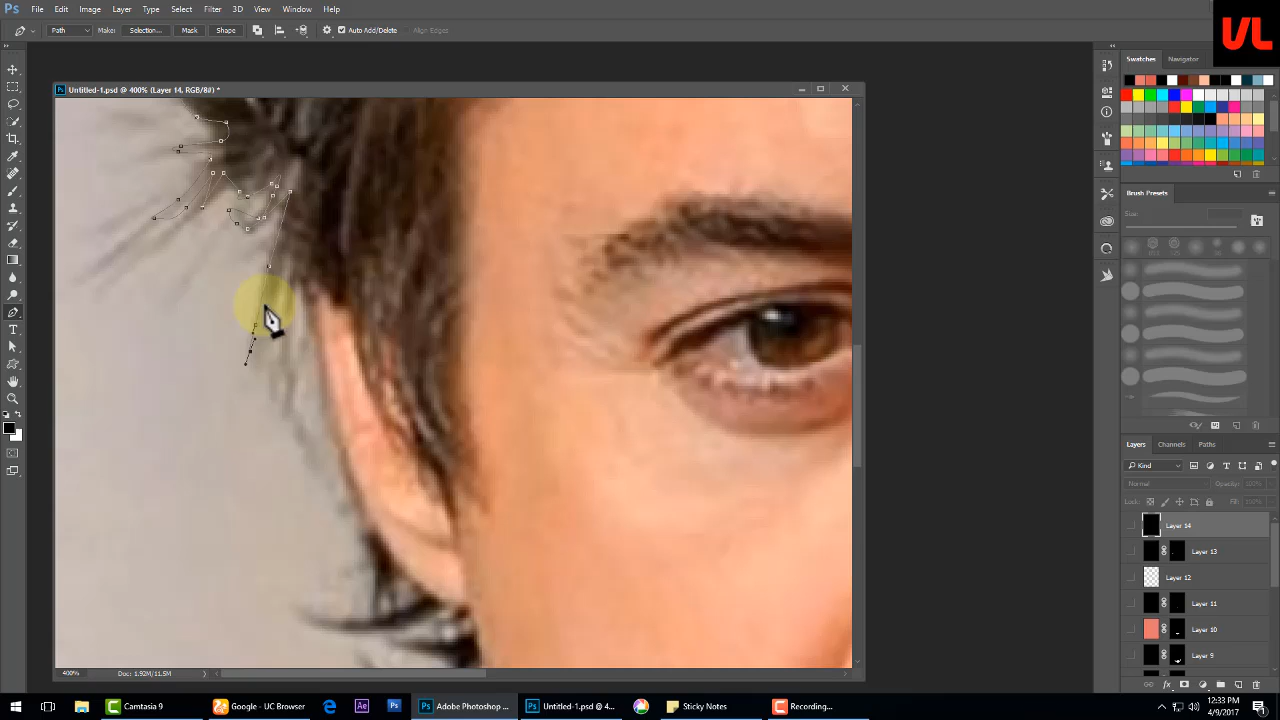 Ps File Edit Image Layer Type Select Filter 3D View Window Help
Path Make: Selection... Mask Shape Auto Add/Delete Align Edges
VL
Untitled-1.psd @ 400% (Layer 14, RGB/8#) *
Swatches Navigator
Brush Presets
Size:
Layers Channels Paths
Kind
Normal Opacity: 100%
Lock: Fill: 100%
Layer 14
Layer 13
Layer 12
Layer 11
Layer 10
Layer 9
400% Doc: 1.92M/11.5M
Camtasia 9 Google - UC Browser Adobe Photoshop ... Untitled-1.psd @ 4... Sticky Notes Recording...
12:33 PM
4/9/2017